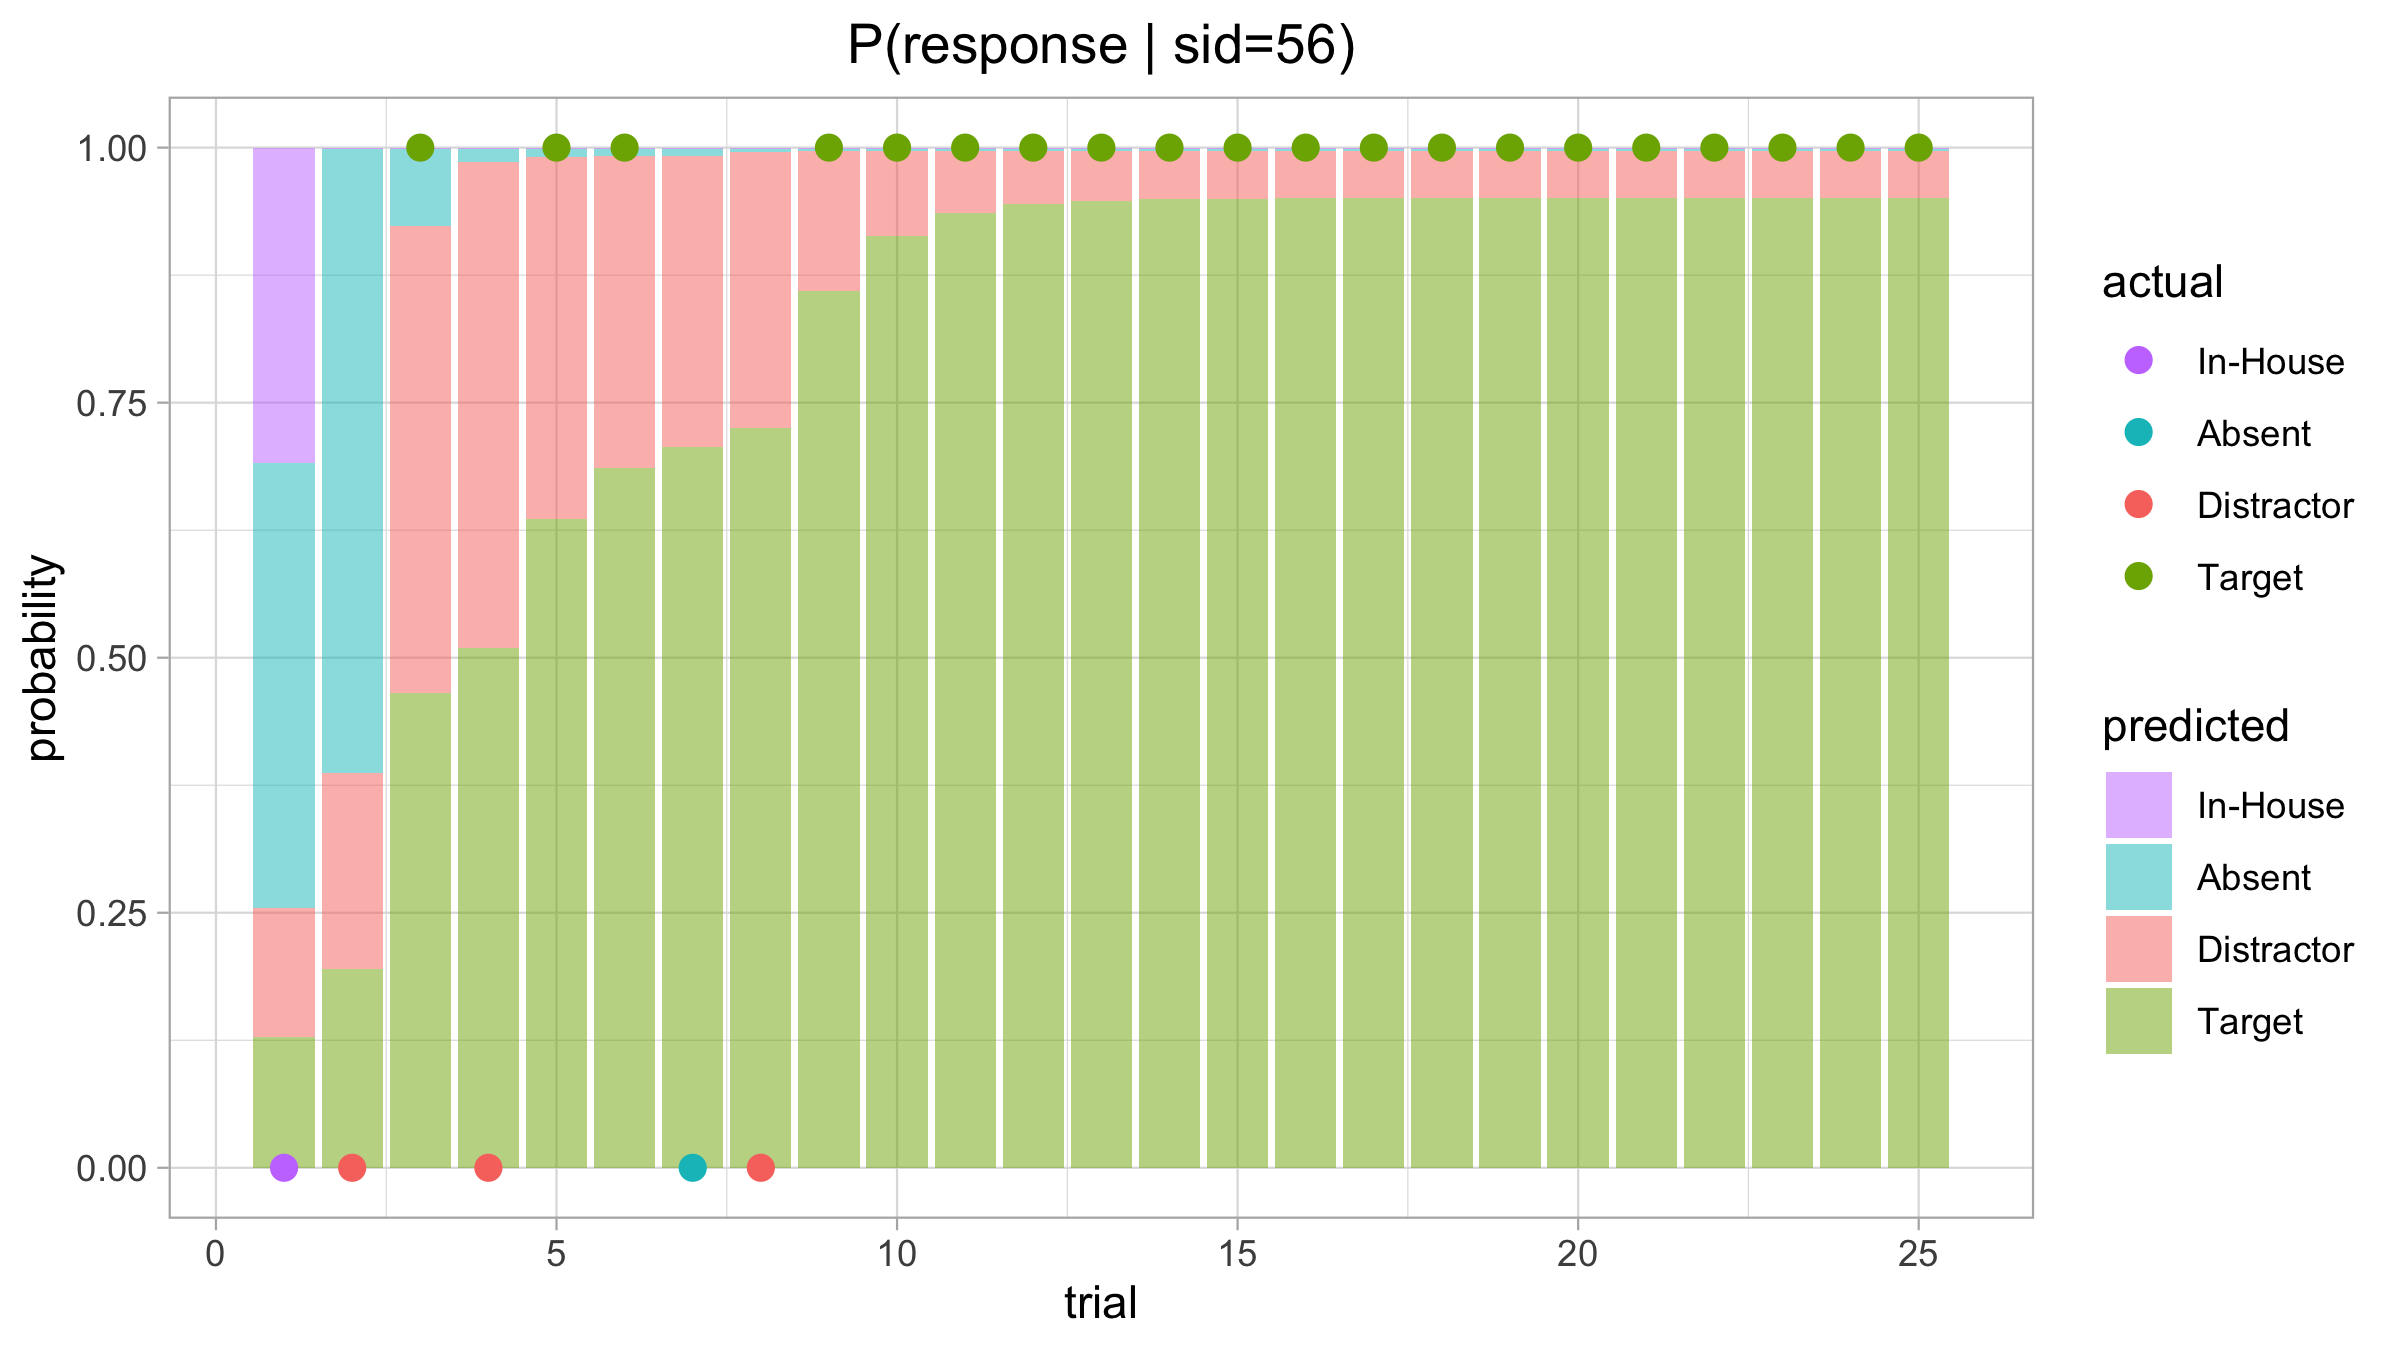 P(response | sid=56)
1.00
0.75
0.50
0.25
0.00
probability
0 5 10 15 20 25
trial
actual
In-House
Absent
Distractor
Target
predicted
In-House
Absent
Distractor
Target